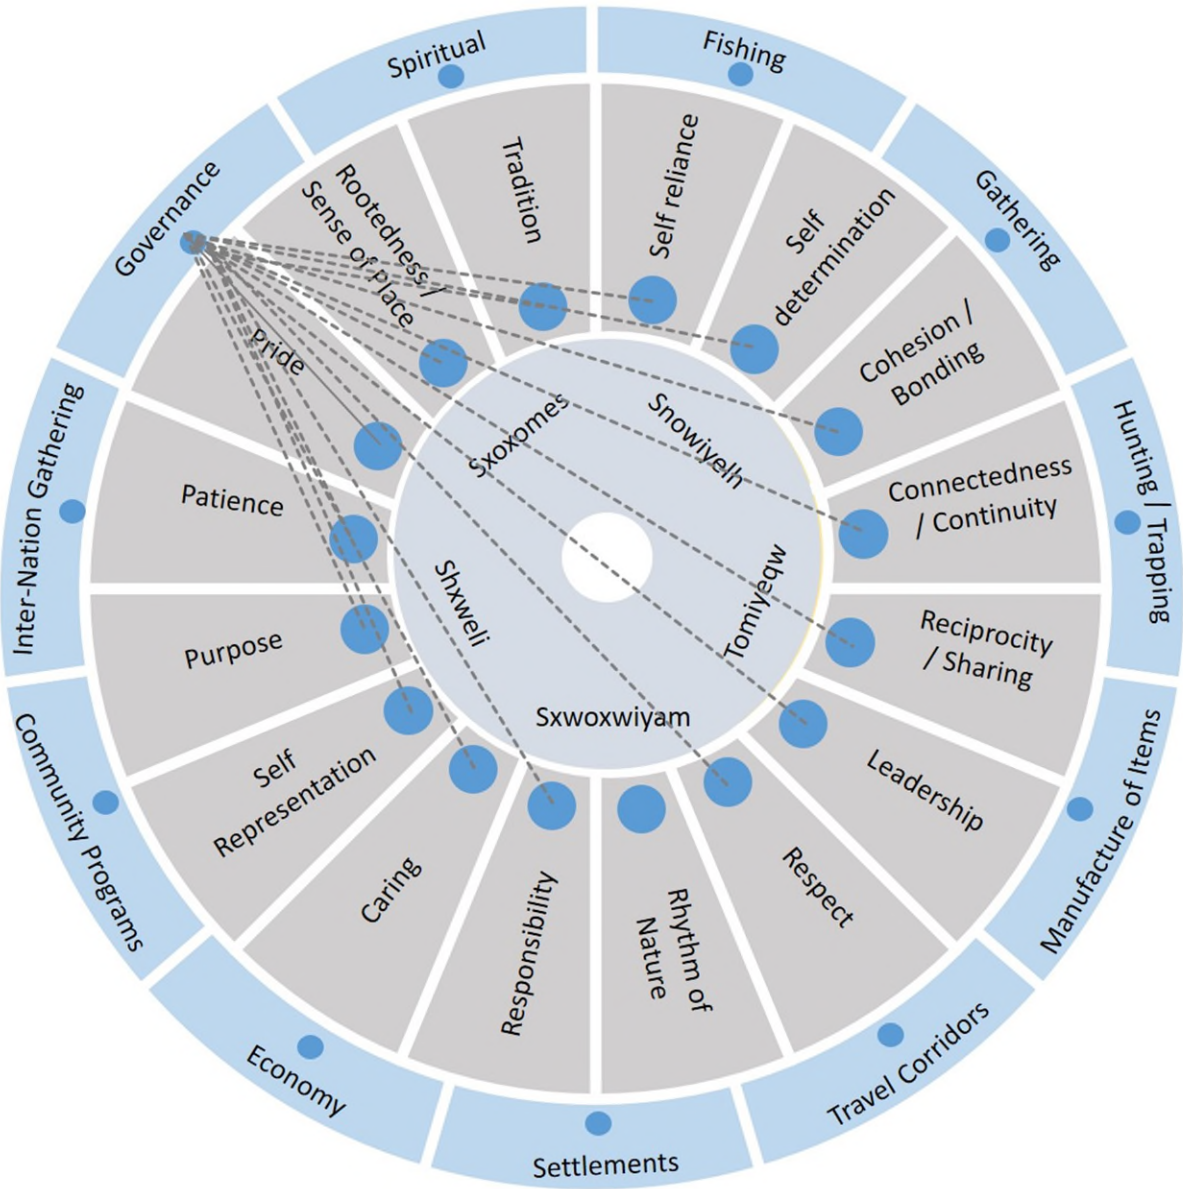 Spiritual
Fishing
Gathering
Hunting / Trapping
Manufacture of Items
Travel Corridors
Settlements
Economy
Community Programs
Inter-Nation Gathering
Governance
Tradition
Self reliance
Self
determination
Cohesion /
Bonding
Connectedness
/ Continuity
Reciprocity
/ Sharing
Leadership
Respect
Rhythm of
Nature
Responsibility
Caring
Self
Representation
Purpose
Patience
Pride
Rootedness /
Sense of Place
Sxoxomes
Snowiyelh
Tomiyeqw
Sxwoxwiyam
Shxweli